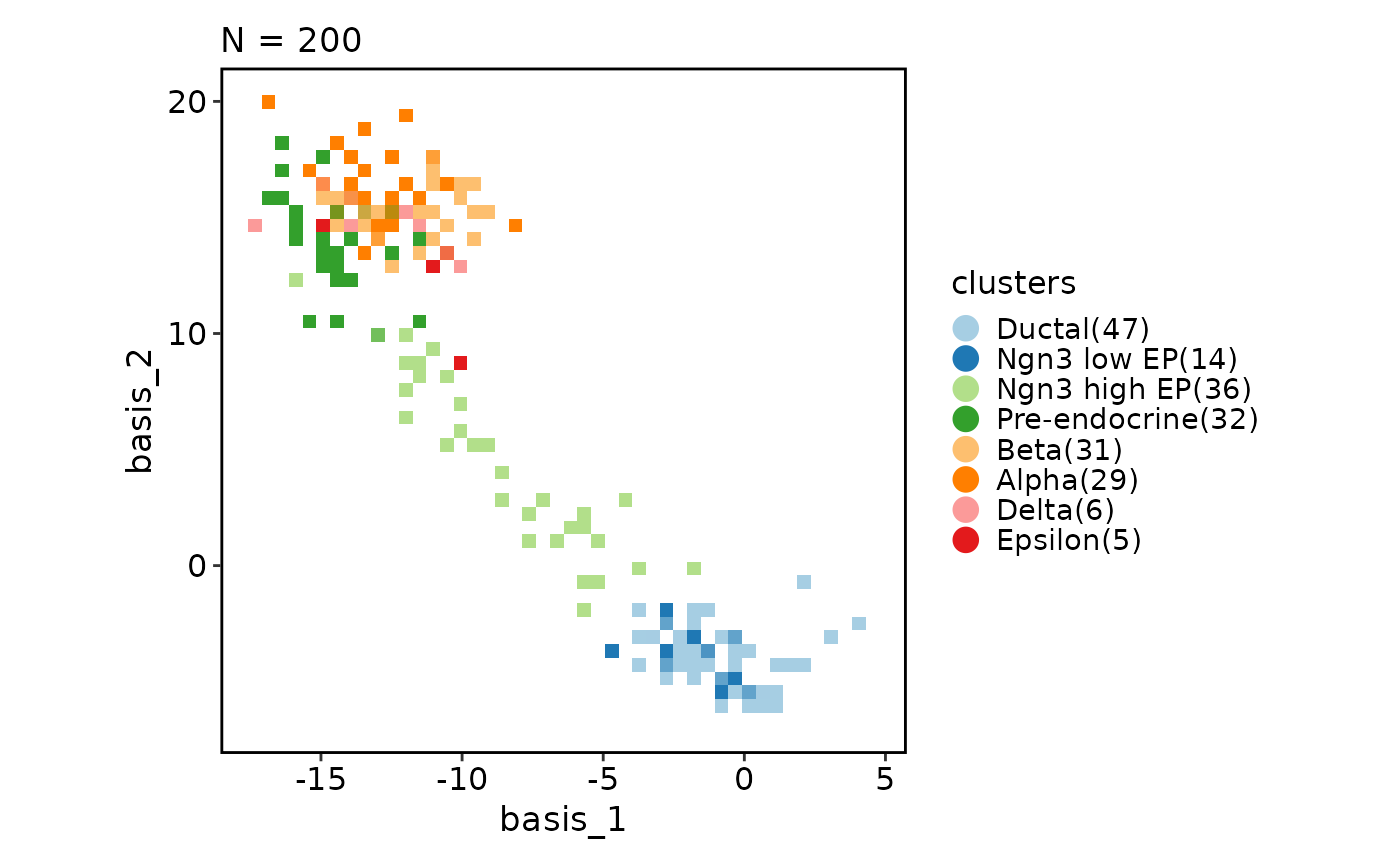 N = 200
20
10
0
basis_2
-15
-10
-5
0
5
basis_1
clusters
Ductal(47)
Ngn3 low EP(14)
Ngn3 high EP(36)
Pre-endocrine(32)
Beta(31)
Alpha(29)
Delta(6)
Epsilon(5)